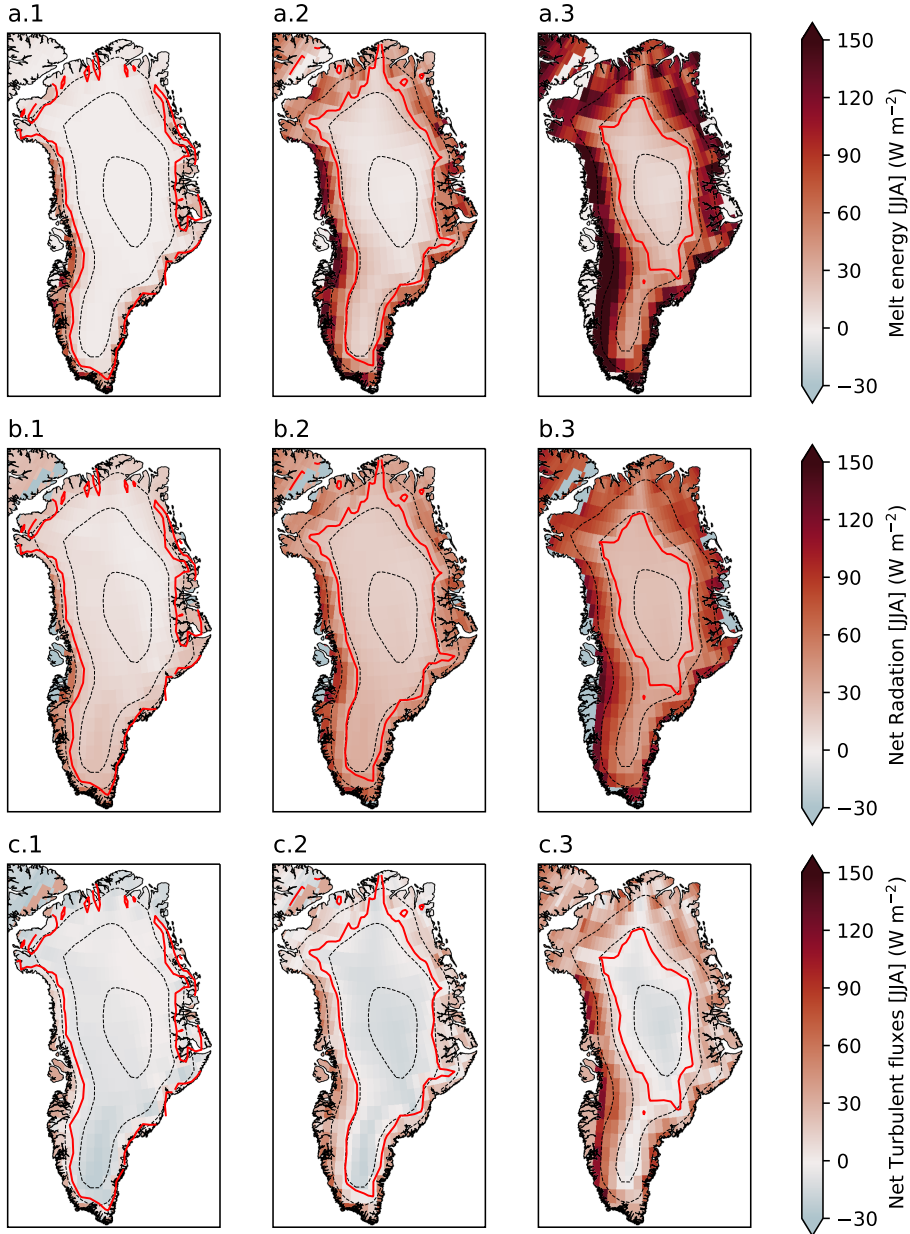 a.1
a.2
a.3
150
120
90
60
30
0
−30
Melt energy [JJA] (W m−2)
b.1
b.2
b.3
150
120
90
60
30
0
−30
Net Radation [JJA] (W m−2)
c.1
c.2
c.3
150
120
90
60
30
0
−30
Net Turbulent fluxes [JJA] (W m−2)